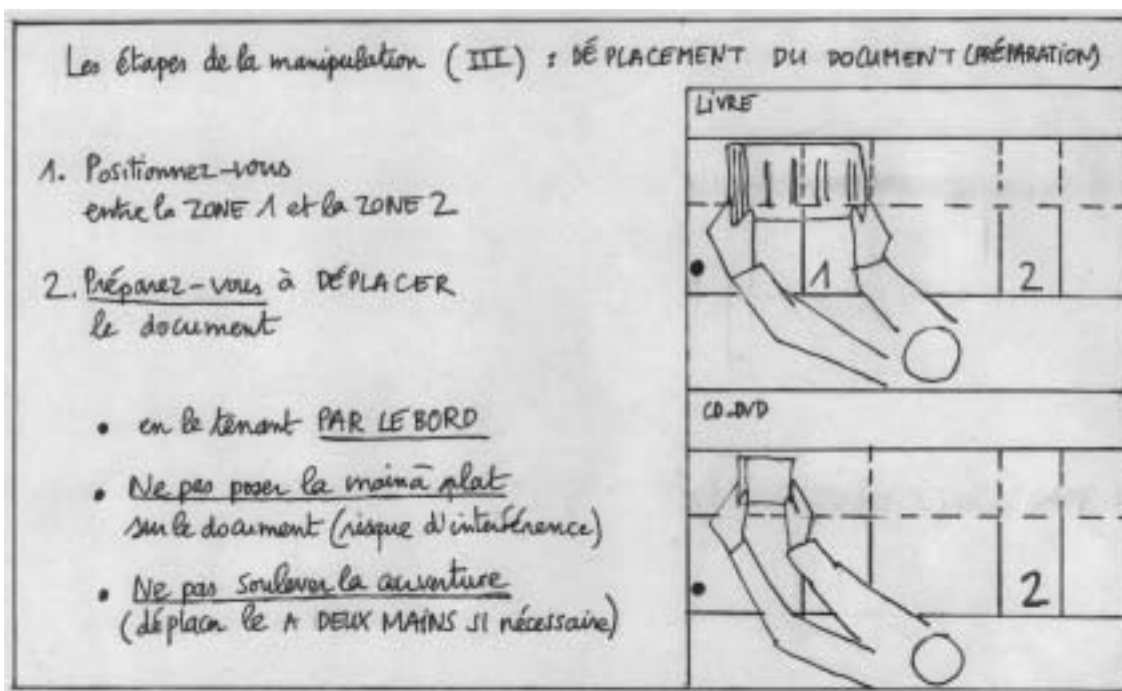 Les étapes de la manipulation (III) : DÉPLACEMENT DU DOCUMENT (PRÉPARATION)
1. Positionnez-vous
entre la ZONE 1 et la ZONE 2
2. Préparez-vous à DÉPLACER
le document
• en le tenant PAR LE BORD
• Ne pas poser la main à plat
sur le document (risque d'interférence)
• Ne pas soulever la couverture
(déplacer le A DEUX MAINS SI nécessaire)
LIVRE
1
2
CD-DVD
2